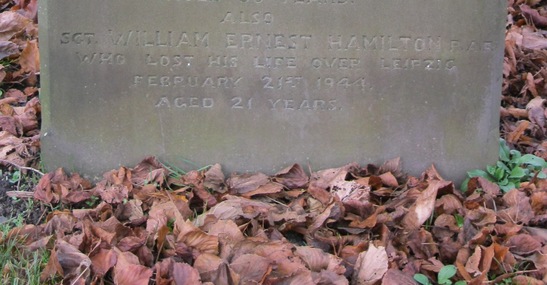 ALSO
SGT. WILLIAM ERNEST HAMILTON R.A.F.
WHO LOST HIS LIFE OVER LEIPZIG
FEBRUARY 21ST 1944.
AGED 21 YEARS.